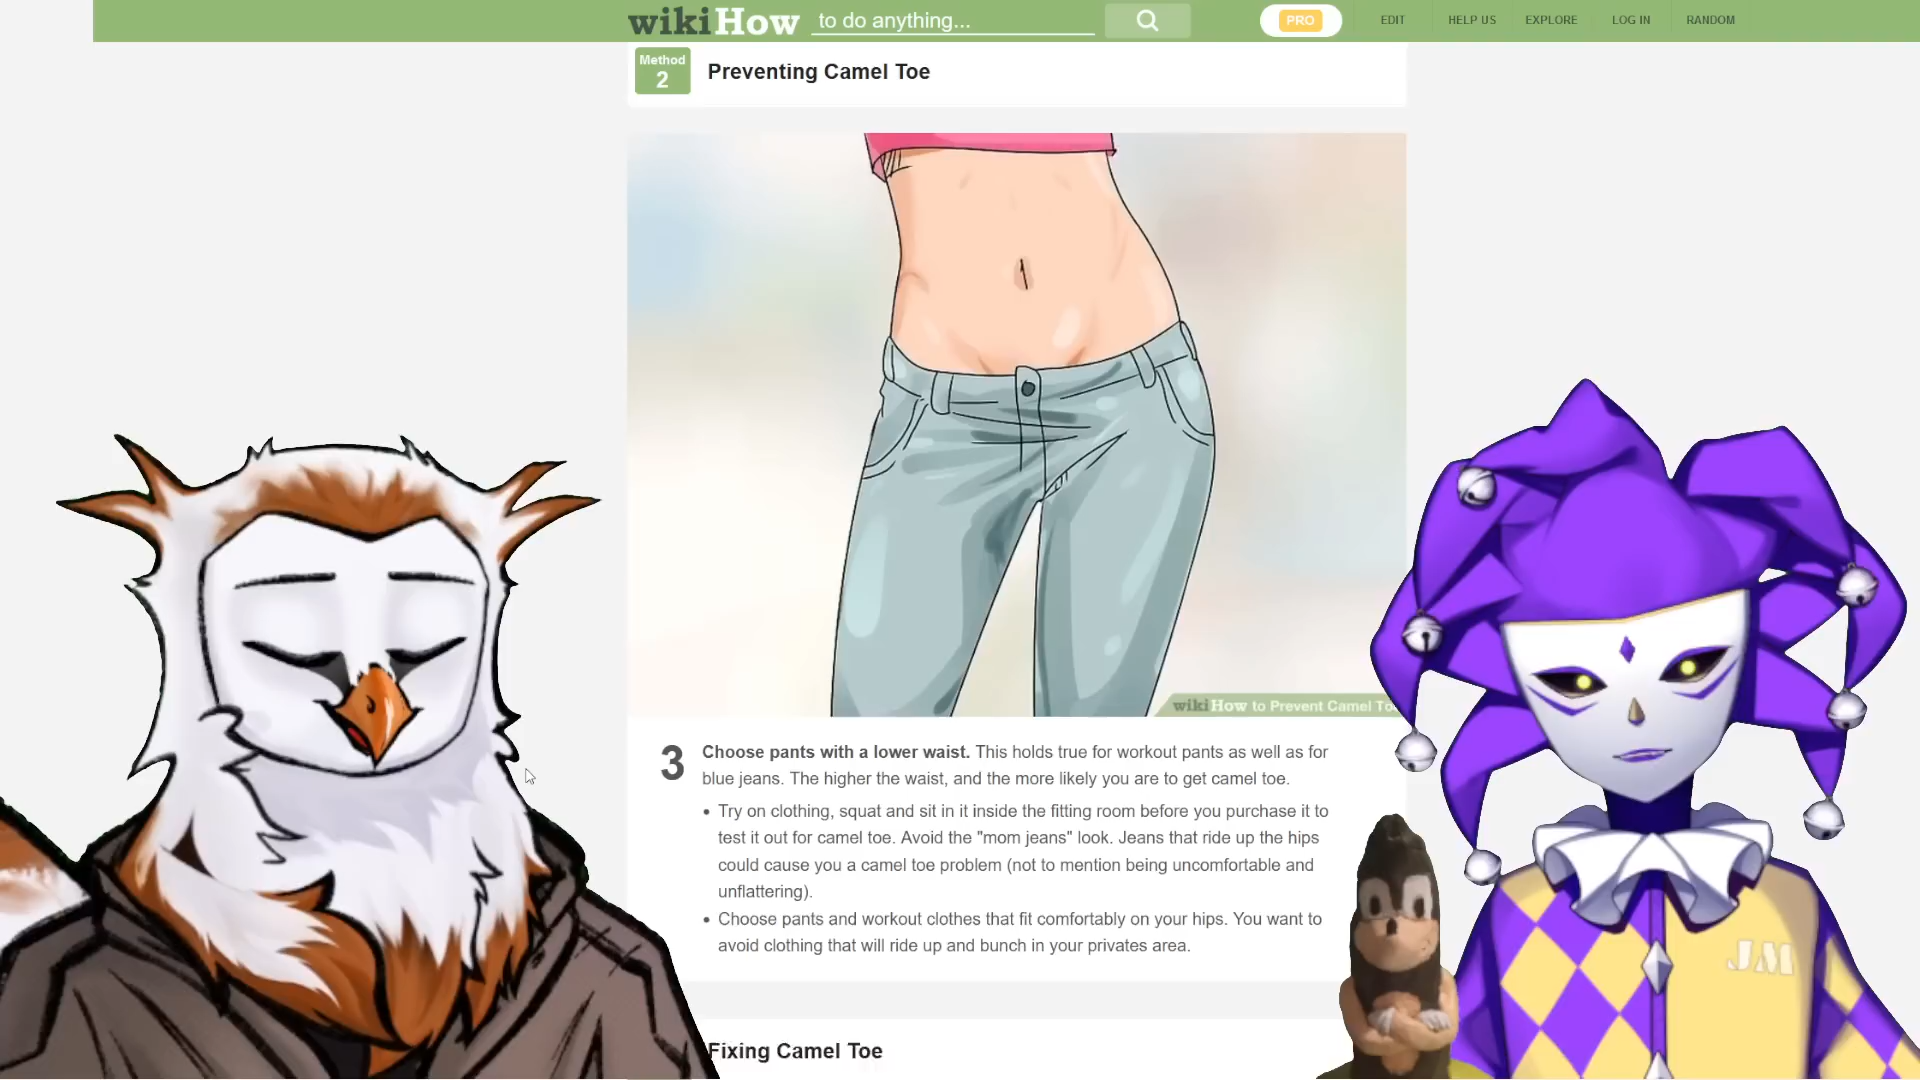 wikiHow to do anything... PRO EDIT HELP US EXPLORE LOG IN RANDOM
Method
2
Preventing Camel Toe
wikiHow to Prevent Camel To
3 Choose pants with a lower waist. This holds true for workout pants as well as for
blue jeans. The higher the waist, and the more likely you are to get camel toe.
• Try on clothing, squat and sit in it inside the fitting room before you purchase it to
test it out for camel toe. Avoid the "mom jeans" look. Jeans that ride up the hips
could cause you a camel toe problem (not to mention being uncomfortable and
unflattering).
• Choose pants and workout clothes that fit comfortably on your hips. You want to
avoid clothing that will ride up and bunch in your privates area.
JM
Fixing Camel Toe